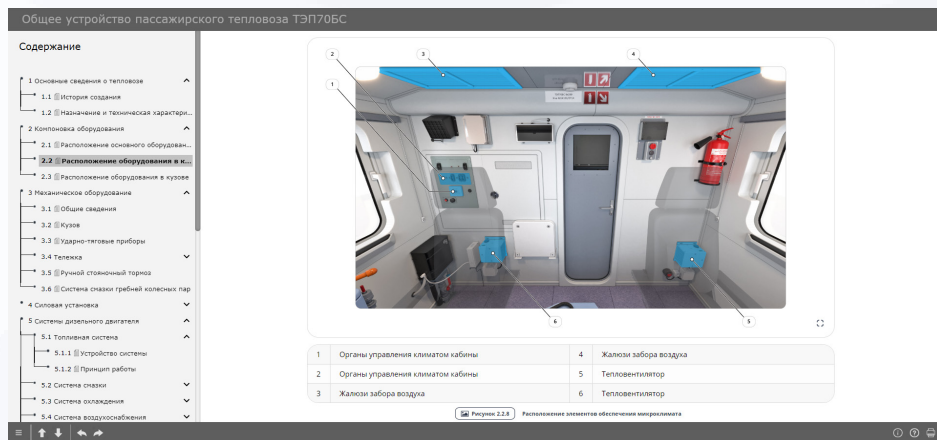 Общее устройство пассажирского тепловоза ТЭП70БС
Содержание
1 Основные сведения о тепловозе
1.1 История создания
1.2 Назначение и техническая характери...
2 Компоновка оборудования
2.1 Расположение основного оборудован...
2.2 Расположение оборудования в к...
2.3 Расположение оборудования в кузове
3 Механическое оборудование
3.1 Общие сведения
3.2 Кузов
3.3 Ударно-тяговые приборы
3.4 Тележка
3.5 Ручной стояночный тормоз
3.6 Система смазки гребней колесных пар
4 Силовая установка
5 Системы дизельного двигателя
5.1 Топливная система
5.1.1 Устройство системы
5.1.2 Принцип работы
5.2 Система смазки
5.3 Система охлаждения
5.4 Система воздухоснабжения
2
3
4
1
6
5
1 Органы управления климатом кабины 4 Жалюзи забора воздуха
2 Органы управления климатом кабины 5 Тепловентилятор
3 Жалюзи забора воздуха 6 Тепловентилятор
Рисунок 2.2.8 Расположение элементов обеспечения микроклимата